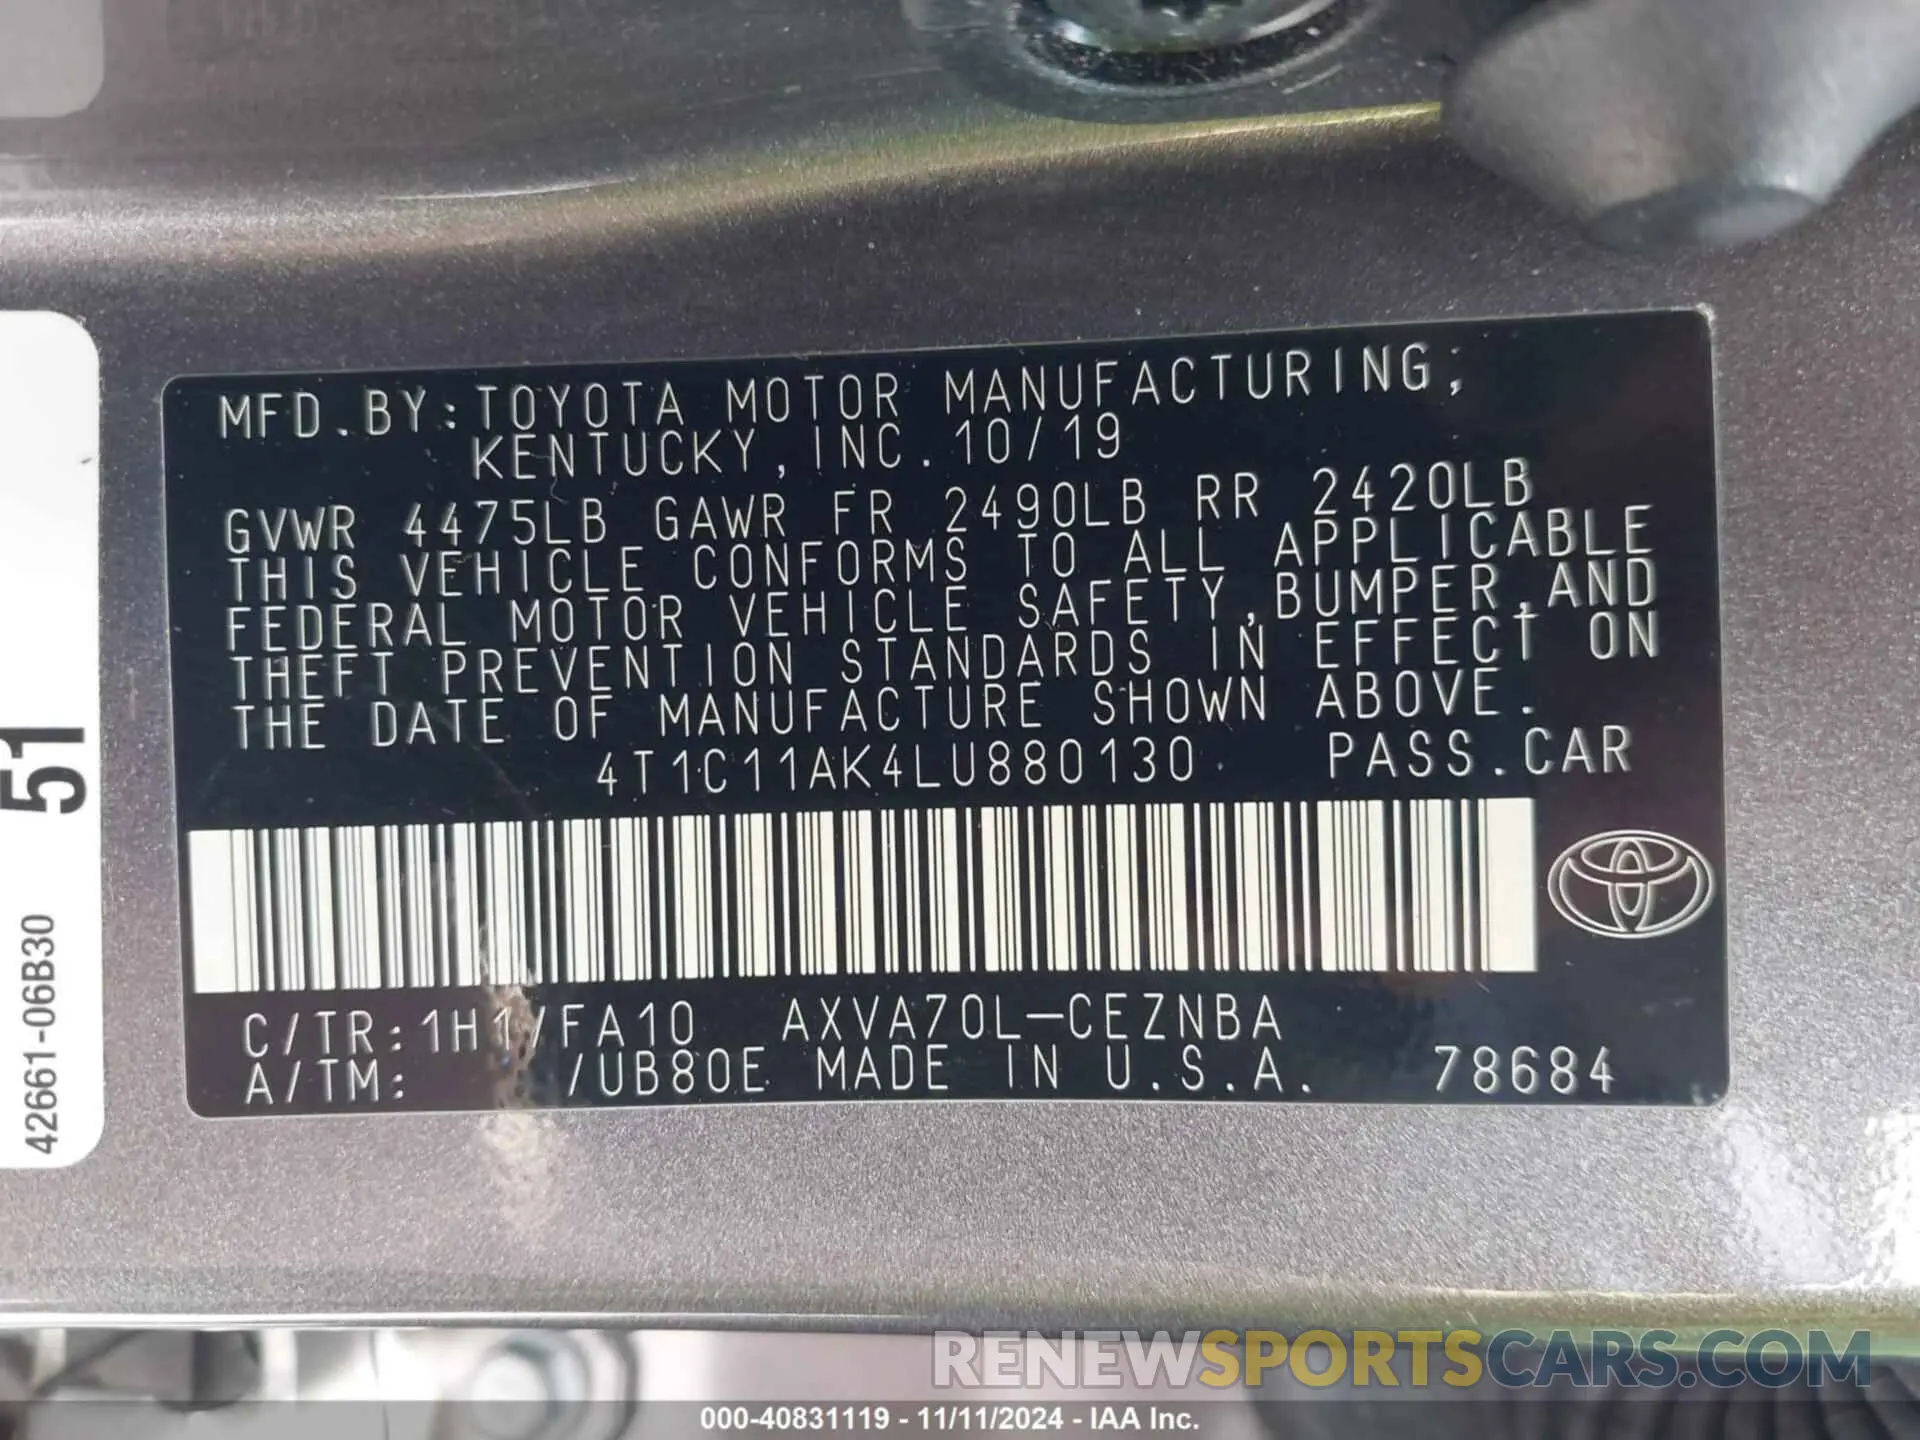 MFD.BY:TOYOTA MOTOR MANUFACTURING,
KENTUCKY,INC. 10/19
GVWR 4475LB GAWR FR 2490LB RR 2420LB
THIS VEHICLE CONFORMS TO ALL APPLICABLE
FEDERAL MOTOR VEHICLE SAFETY,BUMPER,AND
THEFT PREVENTION STANDARDS IN EFFECT ON
THE DATE OF MANUFACTURE SHOWN ABOVE.
4T1C11AK4LU880130 PASS.CAR
C/TR:1H1/FA10 AXVA70L-CEZNBA
A/TM: /UB80E MADE IN U.S.A. 78684
51
42661-06B30
RENEWSPORTSCARS.COM
000-40831119 - 11/11/2024 - IAA Inc.